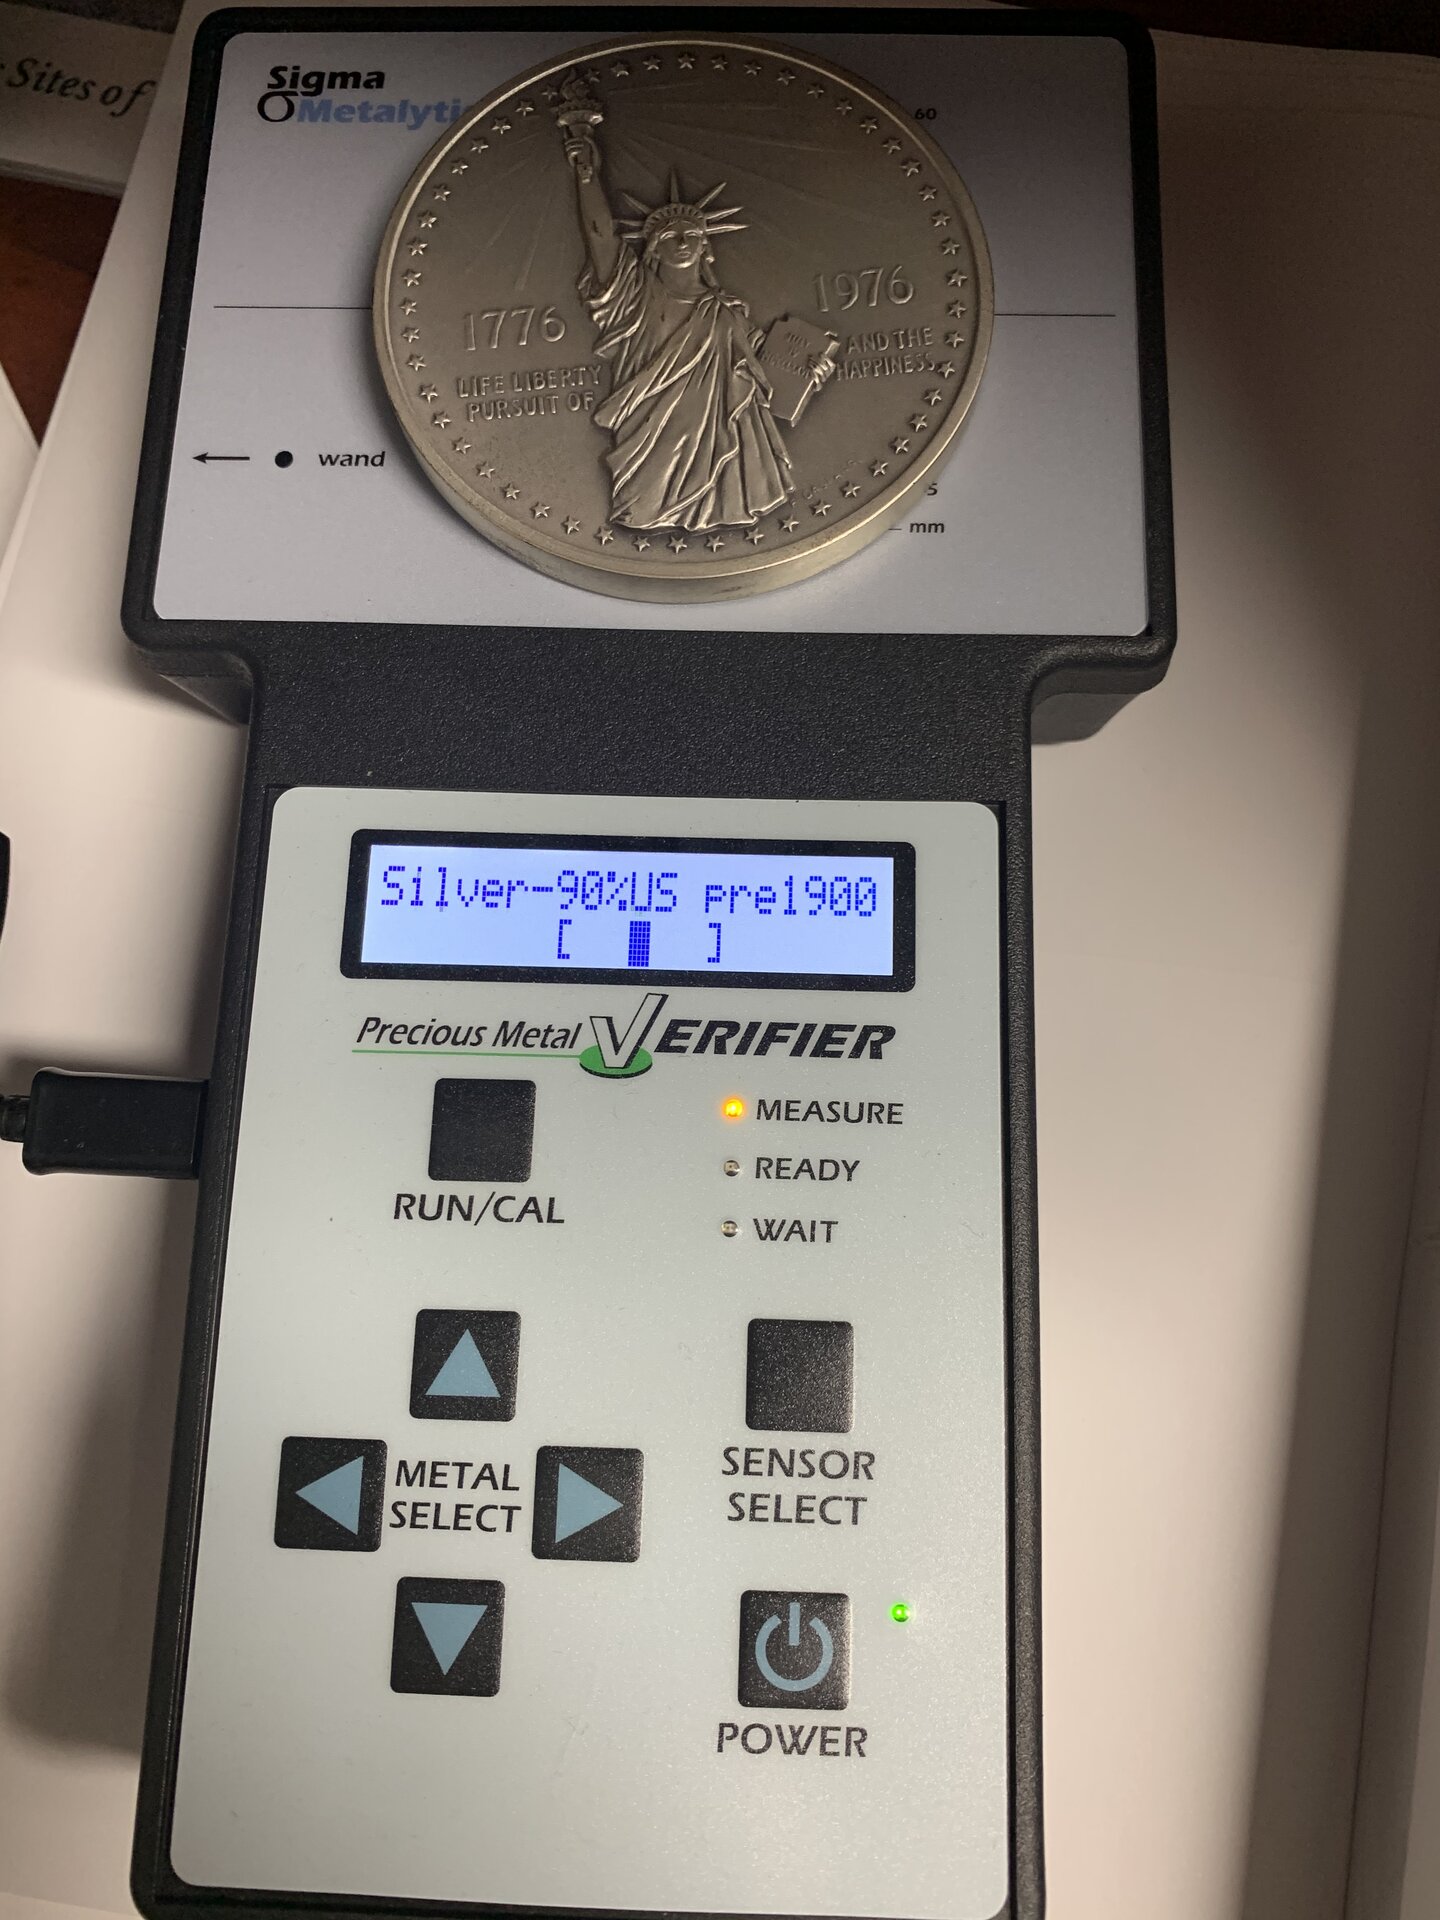 Sites of
Sigma
Metalyti
60
1776
1976
LIFE LIBERTY
PURSUIT OF
AND THE
HAPPINESS
wand
5
mm
Silver-90%US pre1900
[ ]
Precious Metal VERIFIER
MEASURE
READY
WAIT
RUN/CAL
METAL
SELECT
SENSOR
SELECT
POWER